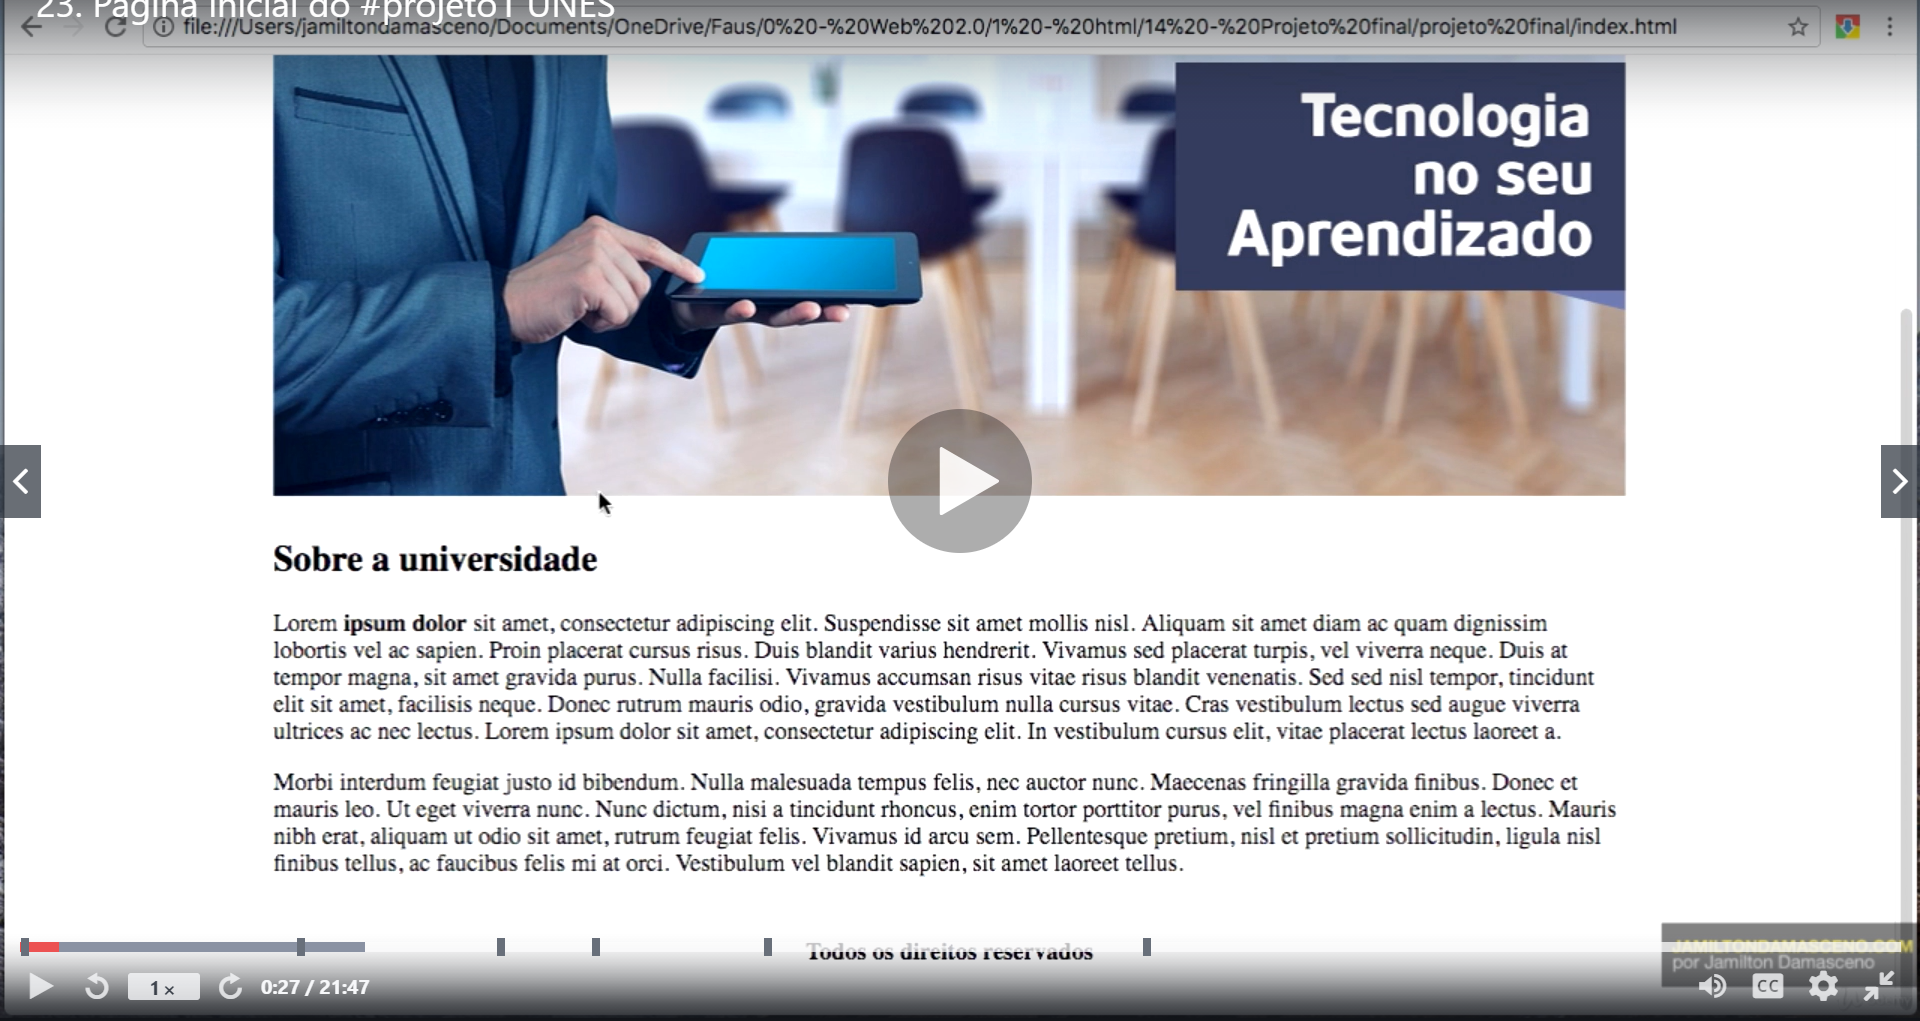 23. Página inicial do #projeto1 UNES
file:///Users/jamiltondamasceno/Documents/OneDrive/Faus/0%20-%20Web%202.0/1%20-%20html/14%20-%20Projeto%20final/projeto%20final/index.html
Tecnologia
no seu
Aprendizado
Sobre a universidade
Lorem ipsum dolor sit amet, consectetur adipiscing elit. Suspendisse sit amet mollis nisl. Aliquam sit amet diam ac quam dignissim
lobortis vel ac sapien. Proin placerat cursus risus. Duis blandit varius hendrerit. Vivamus sed placerat turpis, vel viverra neque. Duis at
tempor magna, sit amet gravida purus. Nulla facilisi. Vivamus accumsan risus vitae risus blandit venenatis. Sed sed nisl tempor, tincidunt
elit sit amet, facilisis neque. Donec rutrum mauris odio, gravida vestibulum nulla cursus vitae. Cras vestibulum lectus sed augue viverra
ultrices ac nec lectus. Lorem ipsum dolor sit amet, consectetur adipiscing elit. In vestibulum cursus elit, vitae placerat lectus laoreet a.
Morbi interdum feugiat justo id bibendum. Nulla malesuada tempus felis, nec auctor nunc. Maecenas fringilla gravida finibus. Donec et
mauris leo. Ut eget viverra nunc. Nunc dictum, nisi a tincidunt rhoncus, enim tortor porttitor purus, vel finibus magna enim a lectus. Mauris
nibh erat, aliquam ut odio sit amet, rutrum feugiat felis. Vivamus id arcu sem. Pellentesque pretium, nisl et pretium sollicitudin, ligula nisl
finibus tellus, ac faucibus felis mi at orci. Vestibulum vel blandit sapien, sit amet laoreet tellus.
Todos os direitos reservados
JAMILTONDAMASCENO.COM
por Jamilton Damasceno
1 x
0:27 / 21:47
CC